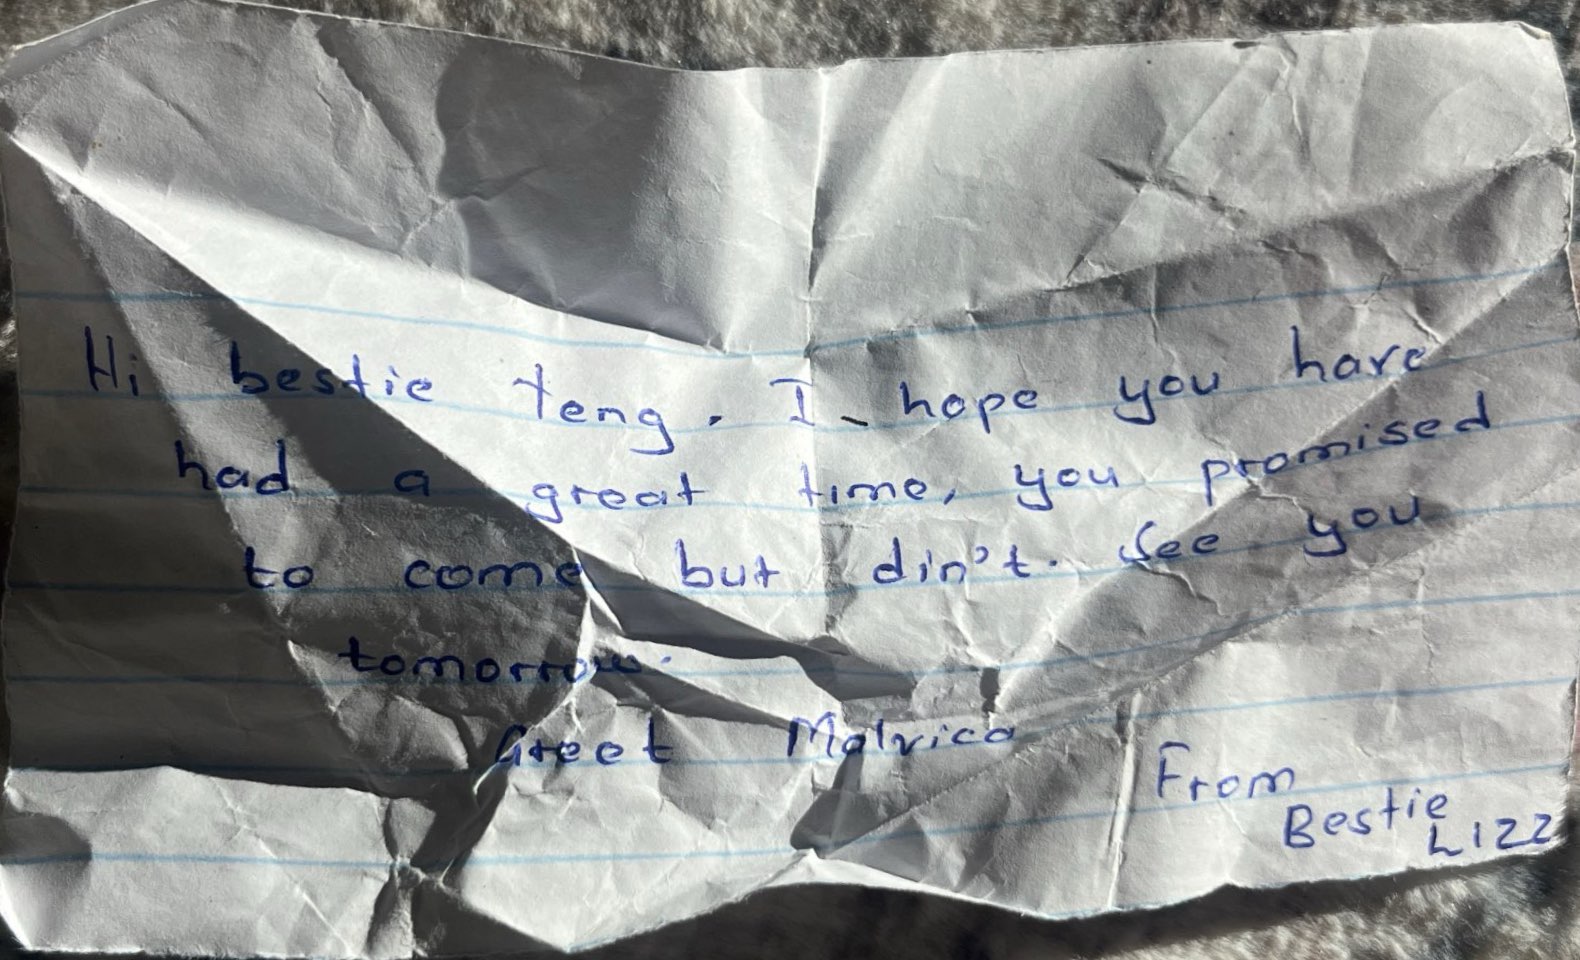 Hi bestie Teng. I hope you have
had a great time, you promised
to come but din't. See you
tomorrow.
Greet Malvica
From
Bestie
Lizz